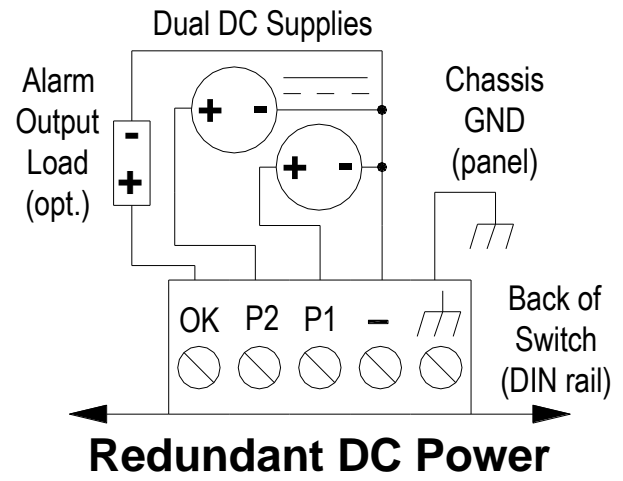 Dual DC Supplies
Alarm
Output
Load
(opt.)
-
+
+ -
+ -
Chassis
GND
(panel)
OK P2 P1 –
Back of
Switch
(DIN rail)
Redundant DC Power